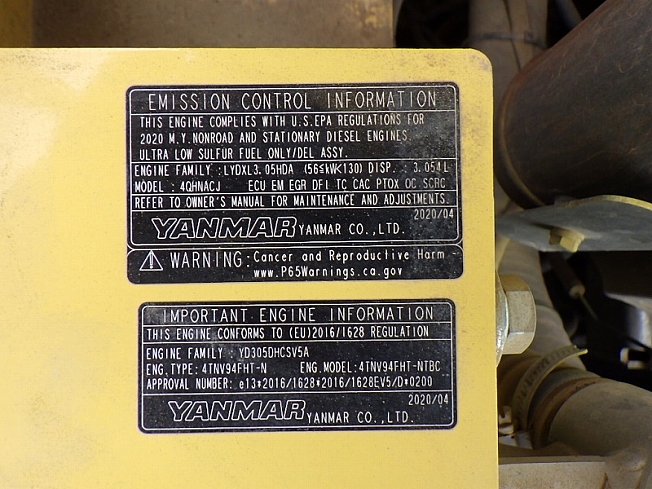 EMISSION CONTROL INFORMATION
THIS ENGINE COMPLIES WITH U.S.EPA REGULATIONS FOR
2020 M.Y.NONROAD AND STATIONARY DIESEL ENGINES.
ULTRA LOW SULFUR FUEL ONLY/DEL ASSY.
ENGINE FAMILY :LYDXL3.05HDA (56≤kW<130) DISP. : 3.054L
MODEL : 4QHNACJ ECU EM EGR DFI TC CAC PTOX OC SCRC
REFER TO OWNER'S MANUAL FOR MAINTENANCE AND ADJUSTMENTS.
2020/04
YANMAR YANMAR CO.,LTD.
WARNING:Cancer and Reproductive Harm -
www.P65Warnings.ca.gov
IMPORTANT ENGINE INFORMATION
THIS ENGINE CONFORMS TO (EU)2016/1628 REGULATION
ENGINE FAMILY : YD305DHCSV5A
ENG.TYPE: 4TNV94FHT-N ENG.MODEL:4TNV94FHT-NTBC
APPROVAL NUMBER: e13*2016/1628*2016/1628EV5/D*0200
2020/04
YANMAR YANMAR CO.,LTD.